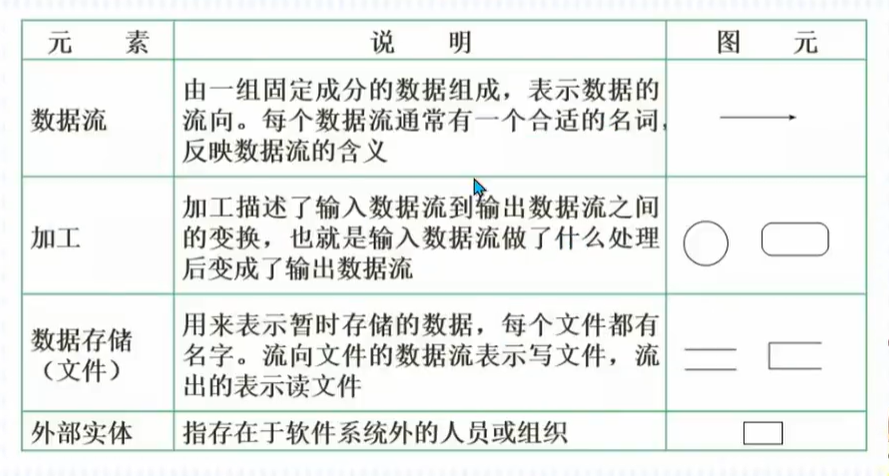 元 素 说 明 图 元
数据流
由一组固定成分的数据组成，表示数据的
流向。每个数据流通常有一个合适的名词，
反映数据流的含义
加工
加工描述了输入数据流到输出数据流之间
的变换，也就是输入数据流做了什么处理
后变成了输出数据流
数据存储
（文件）
用来表示暂时存储的数据，每个文件都有
名字。流向文件的数据流表示写文件，流
出的表示读文件
外部实体
指存在于软件系统外的人员或组织